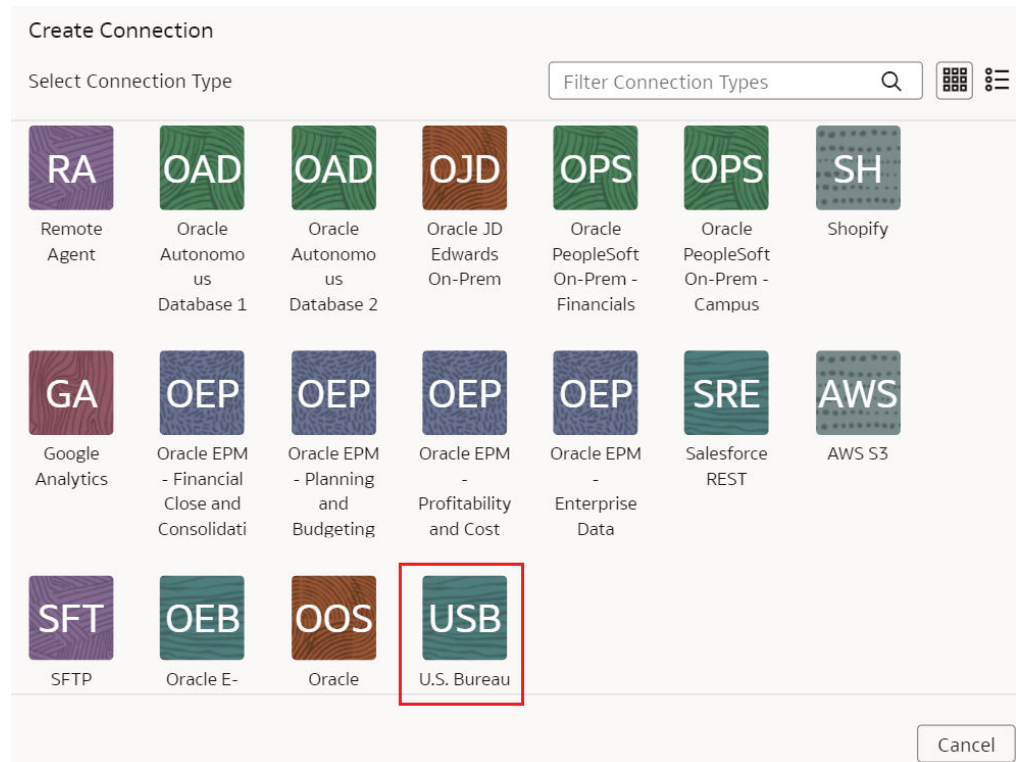 Create Connection
Select Connection Type
Filter Connection Types
RA
OAD
OAD
OJD
OPS
OPS
SH
Remote
Agent
Oracle
Autonomo
us
Database 1
Oracle
Autonomo
us
Database 2
Oracle JD
Edwards
On-Prem
Oracle
PeopleSoft
On-Prem -
Financials
Oracle
PeopleSoft
On-Prem -
Campus
Shopify
GA
OEP
OEP
OEP
OEP
SRE
AWS
Google
Analytics
Oracle EPM
- Financial
Close and
Consolidati
Oracle EPM
- Planning
and
Budgeting
Oracle EPM
-
Profitability
and Cost
Oracle EPM
-
Enterprise
Data
Salesforce
REST
AWS S3
SFT
OEB
OOS
USB
SFTP
Oracle E-
Oracle
U.S. Bureau
Cancel